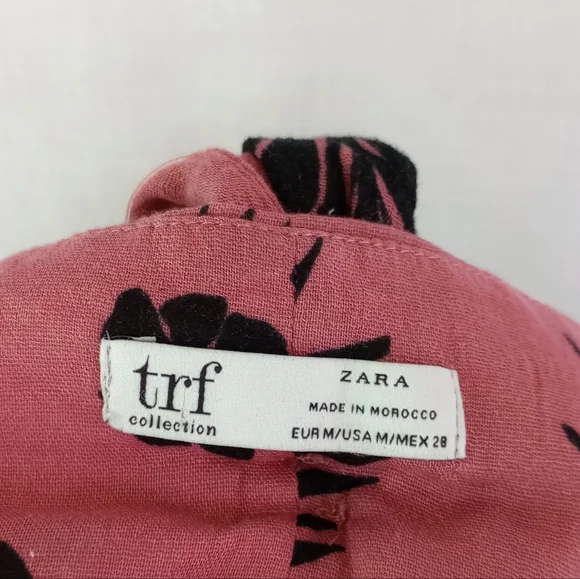 trf
collection
ZARA
MADE IN MOROCCO
EUR M/USA M/MEX 28